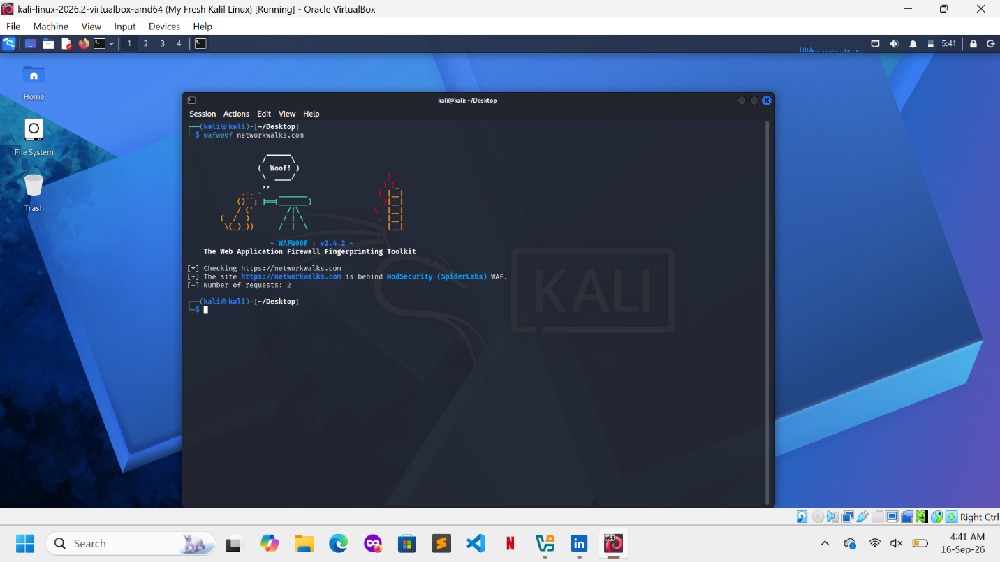 kali-linux-2026.2-virtualbox-amd64 (My Fresh Kalil Linux) [Running] - Oracle VirtualBox
File Machine View Input Devices Help
1 2 3 4 5:41
Home
File System
Trash
kali@kali: ~/Desktop
Session Actions Edit View Help
┌──(kali㉿kali)-[~/Desktop]
└─$ wafw00f networkwalks.com
Woof!
~ WAFW00F : v2.4.2 ~
The Web Application Firewall Fingerprinting Toolkit
[*] Checking https://networkwalks.com
[+] The site https://networkwalks.com is behind ModSecurity (SpiderLabs) WAF.
[~] Number of requests: 2
┌──(kali㉿kali)-[~/Desktop]
└─$
KALI
Right Ctrl
Search
4:41 AM
16-Sep-26